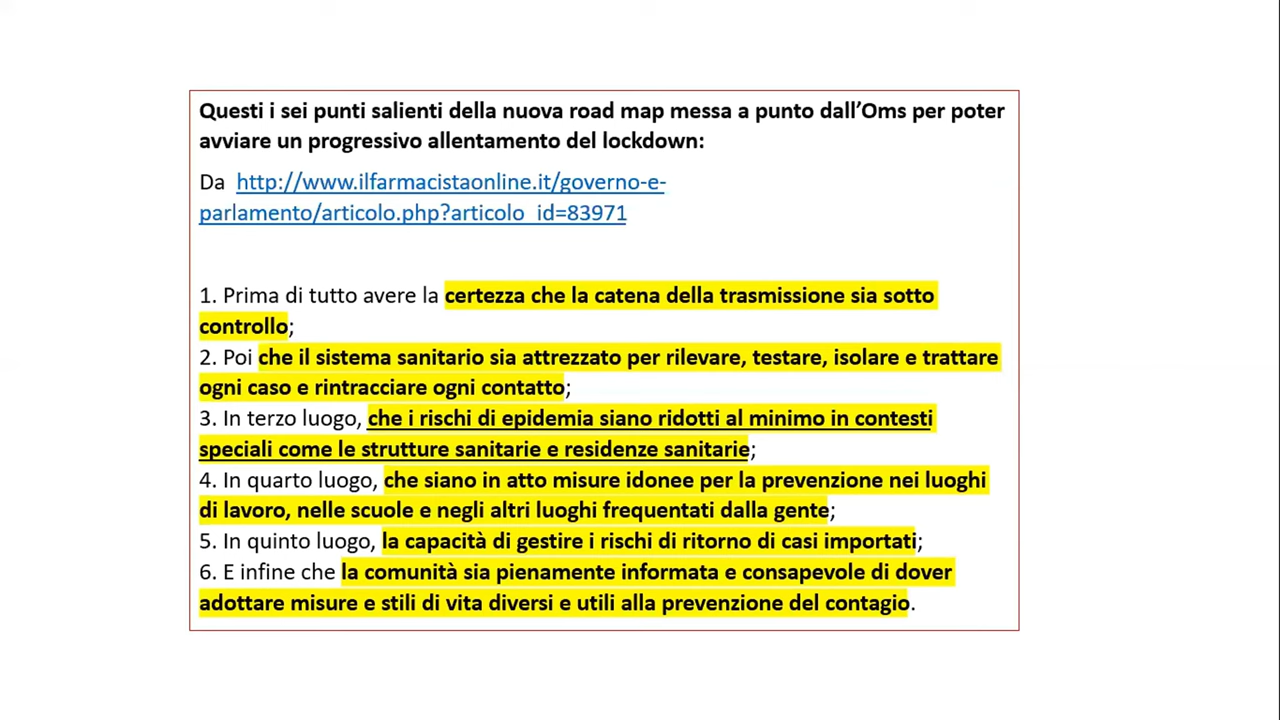 Questi i sei punti salienti della nuova road map messa a punto dall’Oms per poter
avviare un progressivo allentamento del lockdown:
Da http://www.ilfarmacistaonline.it/governo-e-
parlamento/articolo.php?articolo_id=83971
1. Prima di tutto avere la certezza che la catena della trasmissione sia sotto
controllo;
2. Poi che il sistema sanitario sia attrezzato per rilevare, testare, isolare e trattare
ogni caso e rintracciare ogni contatto;
3. In terzo luogo, che i rischi di epidemia siano ridotti al minimo in contesti
speciali come le strutture sanitarie e residenze sanitarie;
4. In quarto luogo, che siano in atto misure idonee per la prevenzione nei luoghi
di lavoro, nelle scuole e negli altri luoghi frequentati dalla gente;
5. In quinto luogo, la capacità di gestire i rischi di ritorno di casi importati;
6. E infine che la comunità sia pienamente informata e consapevole di dover
adottare misure e stili di vita diversi e utili alla prevenzione del contagio.